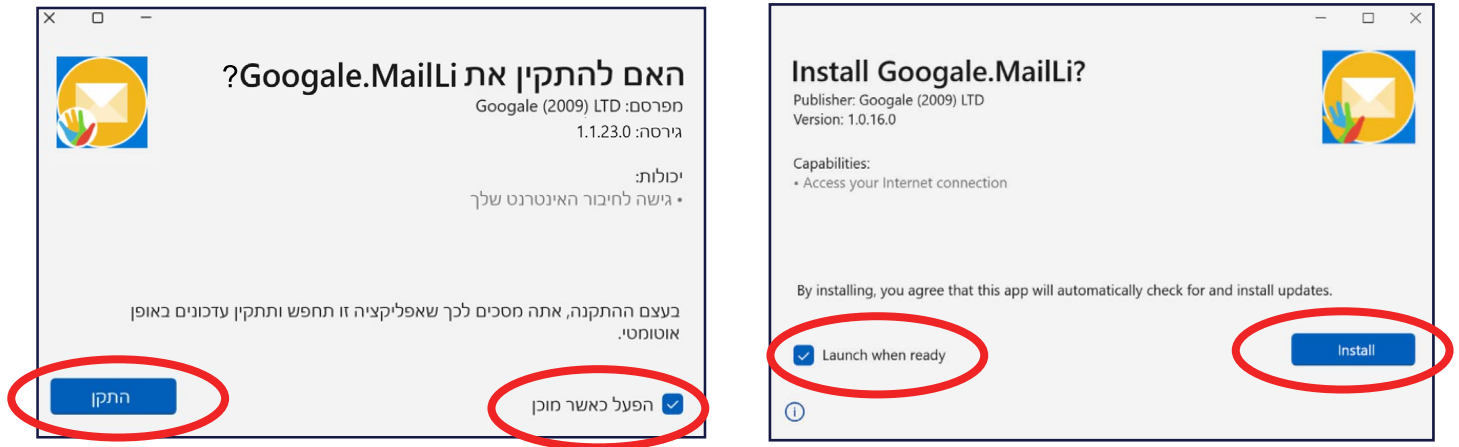 האם להתקין את Googale.MailLi?
מפרסם: Googale (2009) LTD
גירסה: 1.1.23.0
יכולות:
• גישה לחיבור האינטרנט שלך
בעצם ההתקנה, אתה מסכים לכך שאפליקציה זו תחפש ותתקין עדכונים באופן
אוטומטי.
הפעל כאשר מוכן
התקן
Install Googale.MailLi?
Publisher: Googale (2009) LTD
Version: 1.0.16.0
Capabilities:
• Access your Internet connection
By installing, you agree that this app will automatically check for and install updates.
Launch when ready
Install